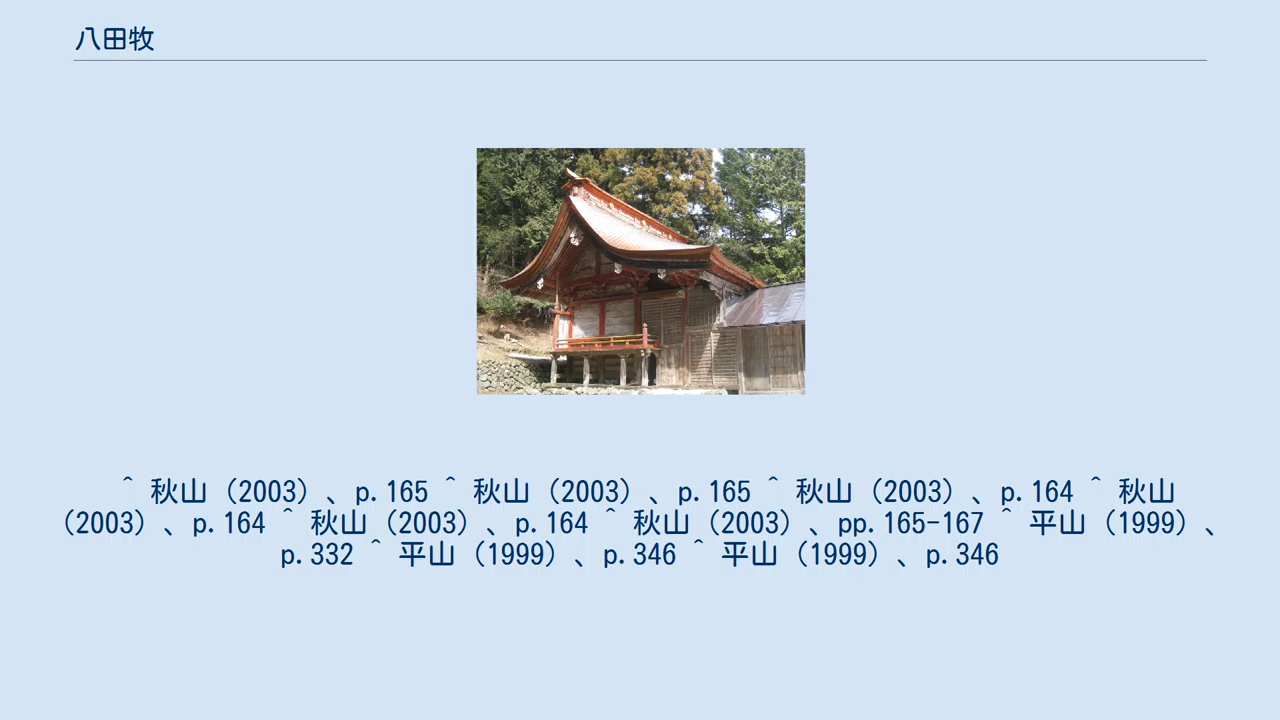 八田牧
^ 秋山（2003）、p.165 ^ 秋山（2003）、p.165 ^ 秋山（2003）、p.164 ^ 秋山
（2003）、p.164 ^ 秋山（2003）、p.164 ^ 秋山（2003）、pp.165-167 ^ 平山（1999）、
p.332 ^ 平山（1999）、p.346 ^ 平山（1999）、p.346